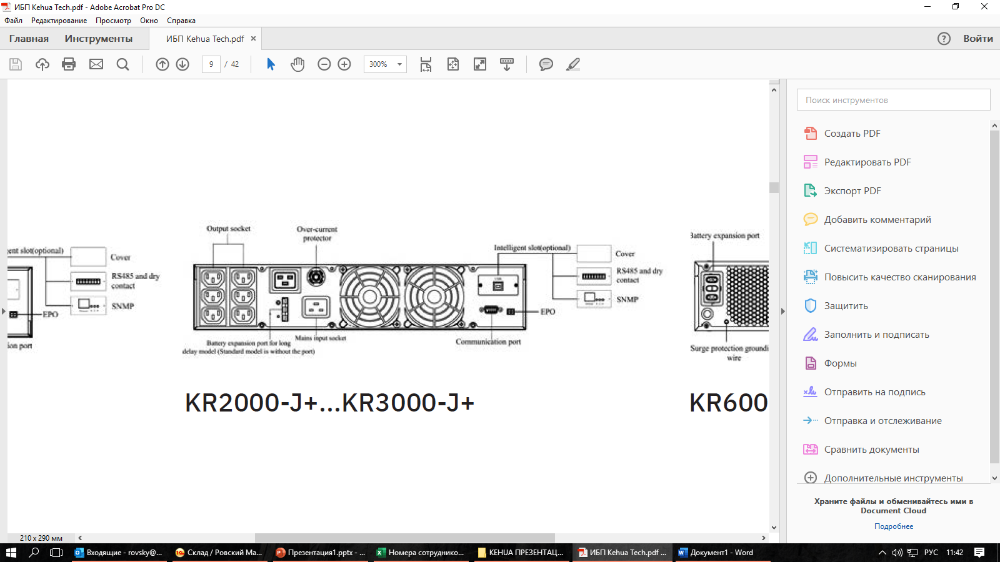 ИБП Kehua Tech.pdf - Adobe Acrobat Pro DC
Файл Редактирование Просмотр Окно Справка
Главная Инструменты ИБП Kehua Tech.pdf × Войти
9 / 42 300%
Поиск инструментов
Создать PDF
Редактировать PDF
Экспорт PDF
Добавить комментарий
Систематизировать страницы
Повысить качество сканирования
Защитить
Заполнить и подписать
Формы
Отправить на подпись
Отправка и отслеживание
Сравнить документы
Дополнительные инструменты
Храните файлы и обменивайтесь ими в
Document Cloud
Подробнее
ent slot(optional)
Cover
RS485 and dry
contact
SNMP
EPO
ion port
Output socket
Over-current
protector
Intelligent slot(optional)
Cover
RS485 and dry
contact
SNMP
EPO
Communication port
Mains input socket
Battery expansion port for long
delay model (Standard model is without the port)
Battery expansion port
Surge protection groundi
wire
KR2000-J+...KR3000-J+
KR600
210 x 290 мм
Входящие - rovsky@...
Склад / Ровский Ма...
Презентация1.pptx - ...
Номера сотруднико...
KEHUA ПРЕЗЕНТАЦ...
ИБП Kehua Tech.pdf ...
Документ1 - Word
РУС 11:42